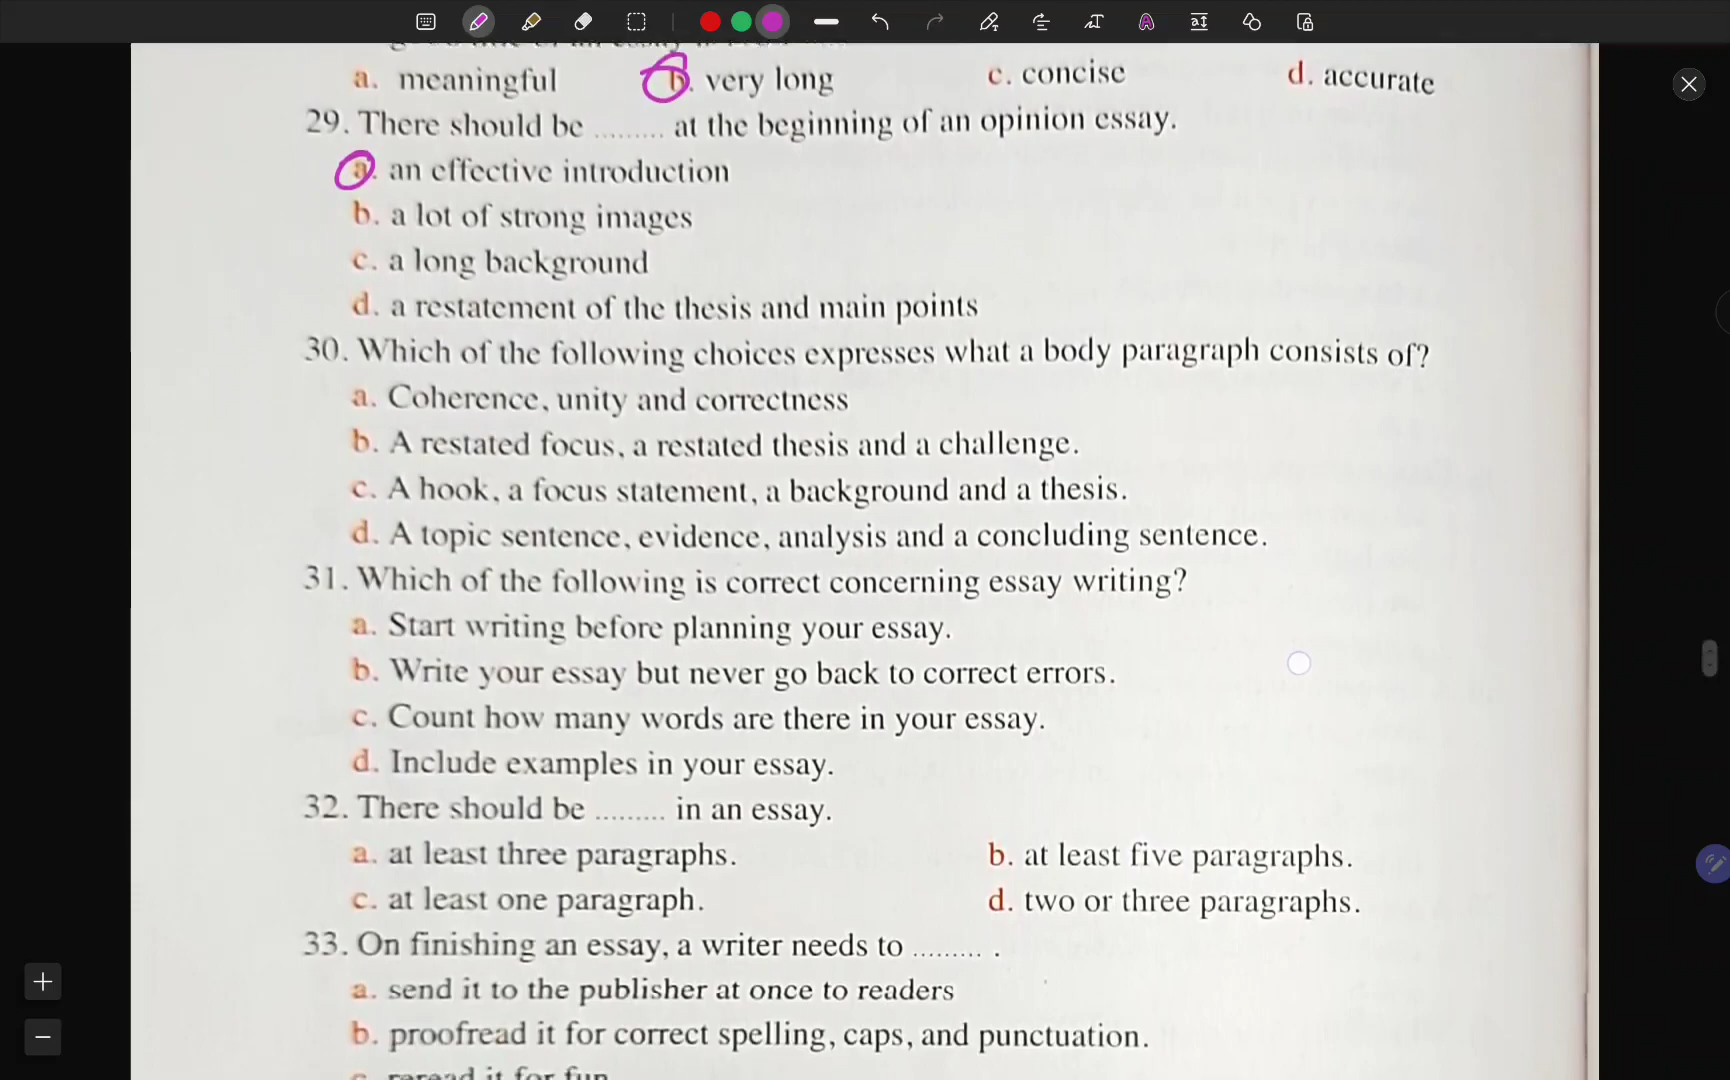 a. meaningful b. very long c. concise d. accurate
29. There should be ......... at the beginning of an opinion essay.
a. an effective introduction
b. a lot of strong images
c. a long background
d. a restatement of the thesis and main points
30. Which of the following choices expresses what a body paragraph consists of?
a. Coherence, unity and correctness
b. A restated focus, a restated thesis and a challenge.
c. A hook, a focus statement, a background and a thesis.
d. A topic sentence, evidence, analysis and a concluding sentence.
31. Which of the following is correct concerning essay writing?
a. Start writing before planning your essay.
b. Write your essay but never go back to correct errors.
c. Count how many words are there in your essay.
d. Include examples in your essay.
32. There should be ......... in an essay.
a. at least three paragraphs. b. at least five paragraphs.
c. at least one paragraph. d. two or three paragraphs.
33. On finishing an essay, a writer needs to ......... .
a. send it to the publisher at once to readers
b. proofread it for correct spelling, caps, and punctuation.
c. reread it for fun